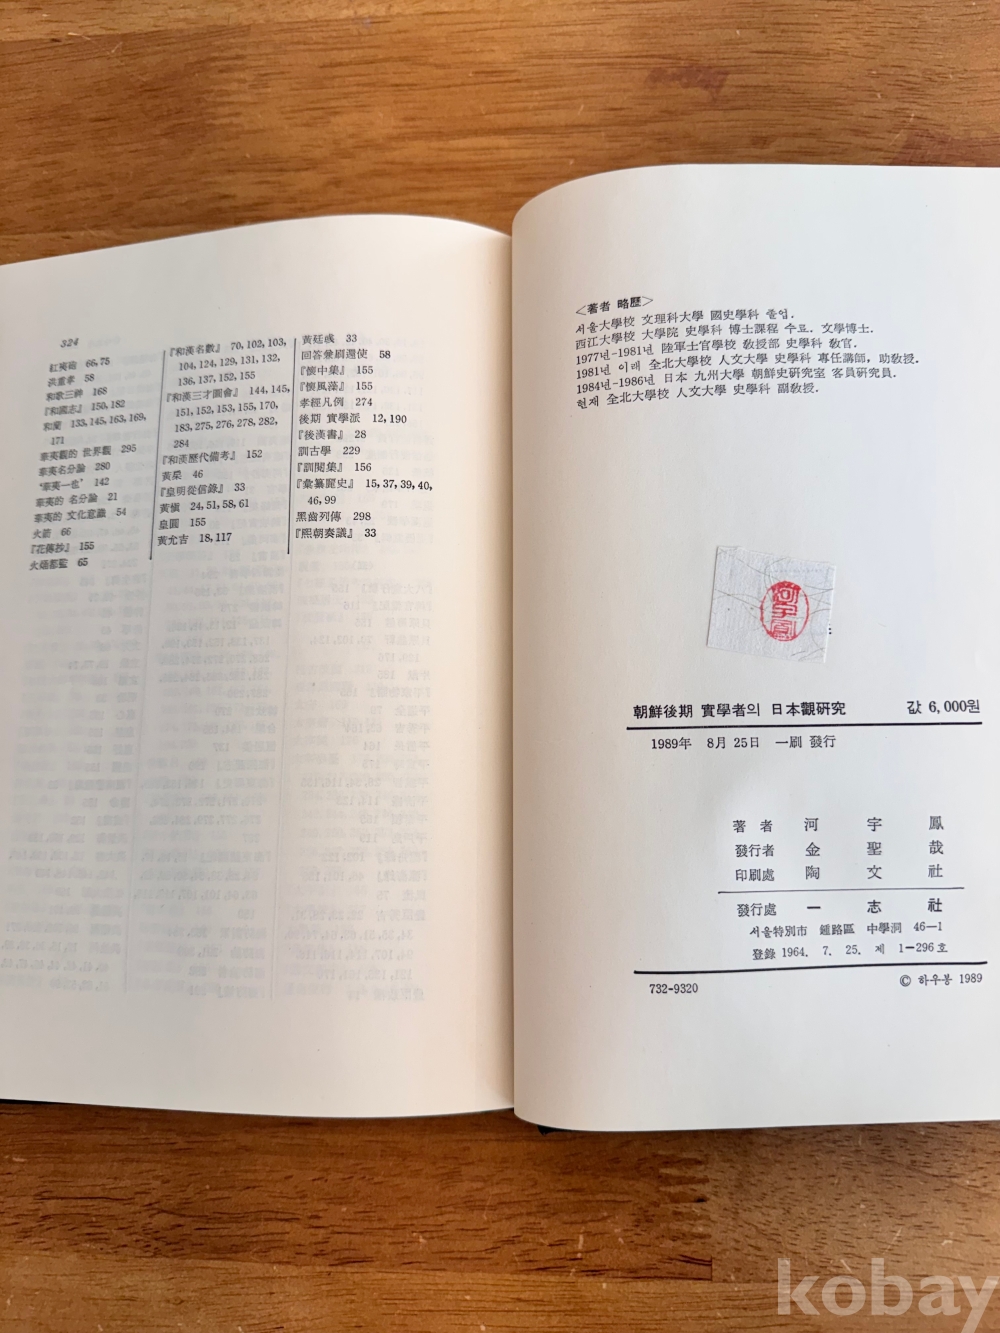 324
紅夷砲 66,75
洪重孝 58
和歌三神 168
『和國志』 150,182
和蘭 133,145,163,169,
171
華夷觀的 世界觀 295
華夷名分論 280
‘華夷一也’ 142
華夷的 名分論 21
華夷的 文化意識 54
火箭 66
『花傳抄』 155
火㷁都監 65
『和漢名數』 70,102,103,
104,124,129,131,132,
136,137,152,155
『和漢三才圖會』 144,145,
151,152,153,155,170,
183,275,276,278,282,
284
『和漢歷代備考』 152
黃㮚 46
『皇明從信錄』 33
黃愼 24,51,58,61
皇圓 155
黃允吉 18,117
黃廷彧 33
回答兼刷還使 58
『懷中集』 155
『懷風藻』 155
孝經凡例 274
後期 實學派 12,190
『後漢書』 28
訓古學 229
『訓閱集』 156
『彙纂麗史』 15,37,39,40,
46,99
黑齒列傳 298
『熙朝奏議』 33
<著者 略歷>
서울大學校 文理科大學 國史學科 졸업.
西江大學校 大學院 史學科 博士課程 수료. 文學博士.
1977년-1981년 陸軍士官學校 敎授部 史學科 敎官.
1981년 이래 全北大學校 人文大學 史學科 專任講師, 助敎授.
1984년-1986년 日本 九州大學 朝鮮史硏究室 客員硏究員.
현재 全北大學校 人文大學 史學科 副敎授.
河宇鳳
朝鮮後期 實學者의 日本觀硏究 값 6,000원
1989年 8月 25日 一刷 發行
著者 河宇鳳
發行者 金聖哉
印刷處 陶文社
發行處 一志社
서울特別市 鍾路區 中學洞 46-1
登錄 1964. 7. 25. 제 1-296호
732-9320 © 하우봉 1989
kobay